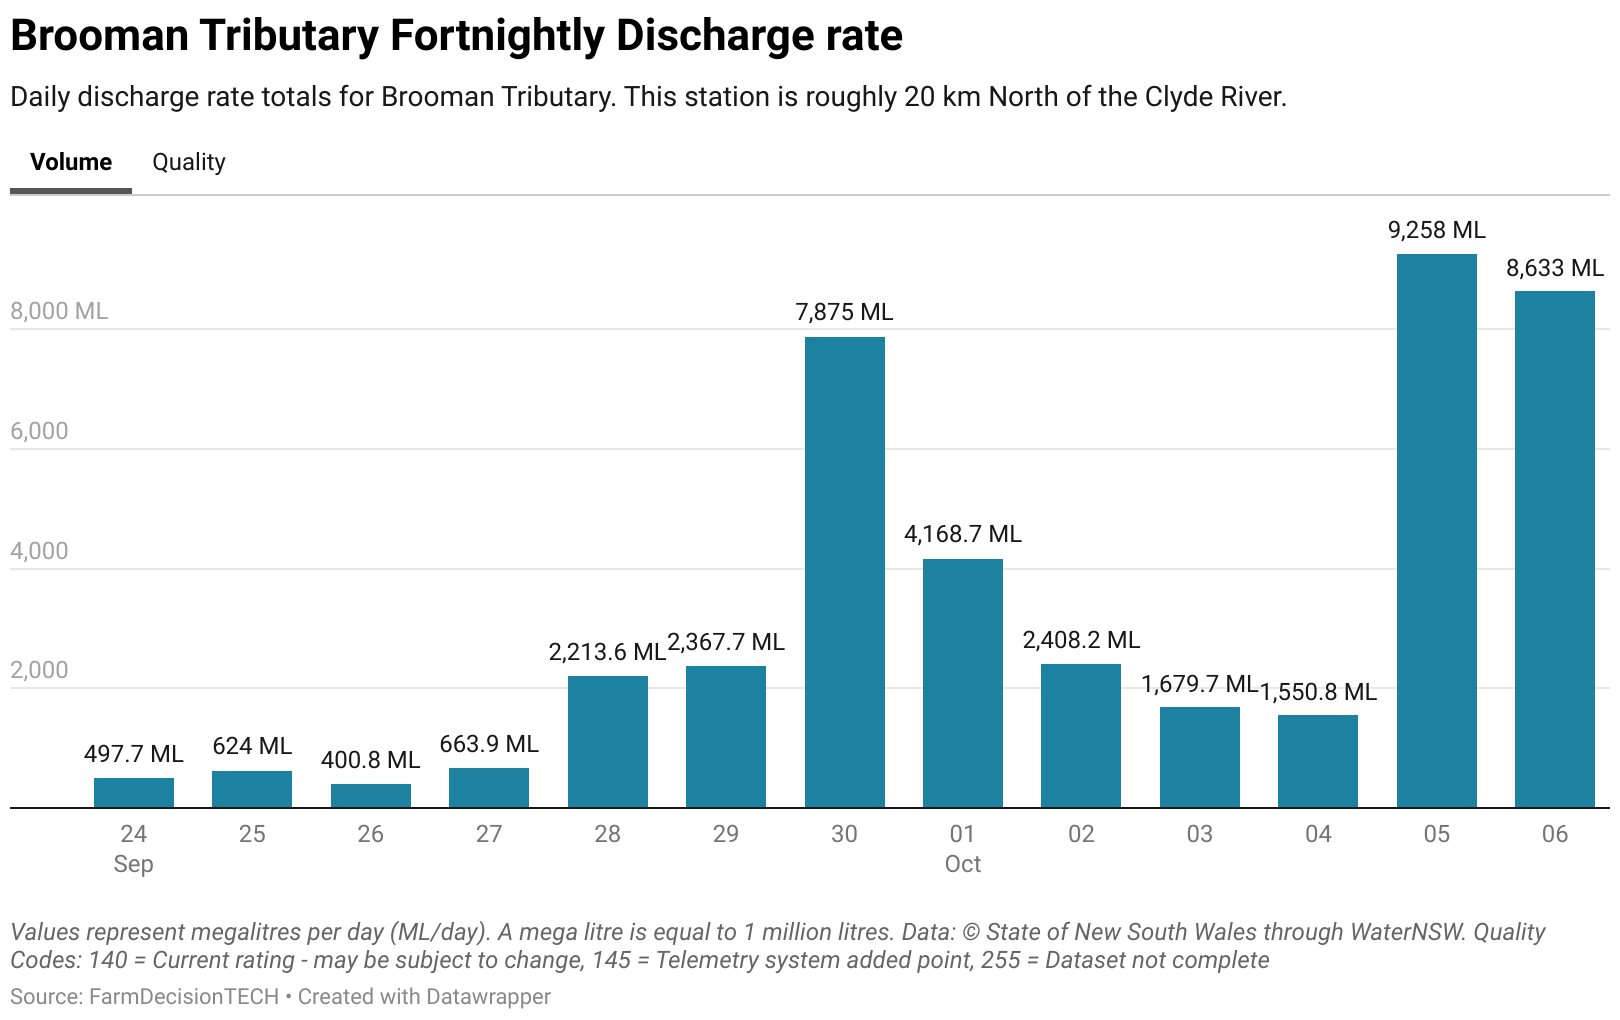 Brooman Tributary Fortnightly Discharge rate
Daily discharge rate totals for Brooman Tributary. This station is roughly 20 km North of the Clyde River.
Volume Quality
9,258 ML
8,633 ML
8,000 ML
7,875 ML
6,000
4,000
4,168.7 ML
2,000
2,213.6 ML 2,367.7 ML
2,408.2 ML
1,679.7 ML 1,550.8 ML
497.7 ML 624 ML 400.8 ML 663.9 ML
24 25 26 27 28 29 30 01 02 03 04 05 06
Sep Oct
Values represent megalitres per day (ML/day). A mega litre is equal to 1 million litres. Data: © State of New South Wales through WaterNSW. Quality
Codes: 140 = Current rating - may be subject to change, 145 = Telemetry system added point, 255 = Dataset not complete
Source: FarmDecisionTECH • Created with Datawrapper